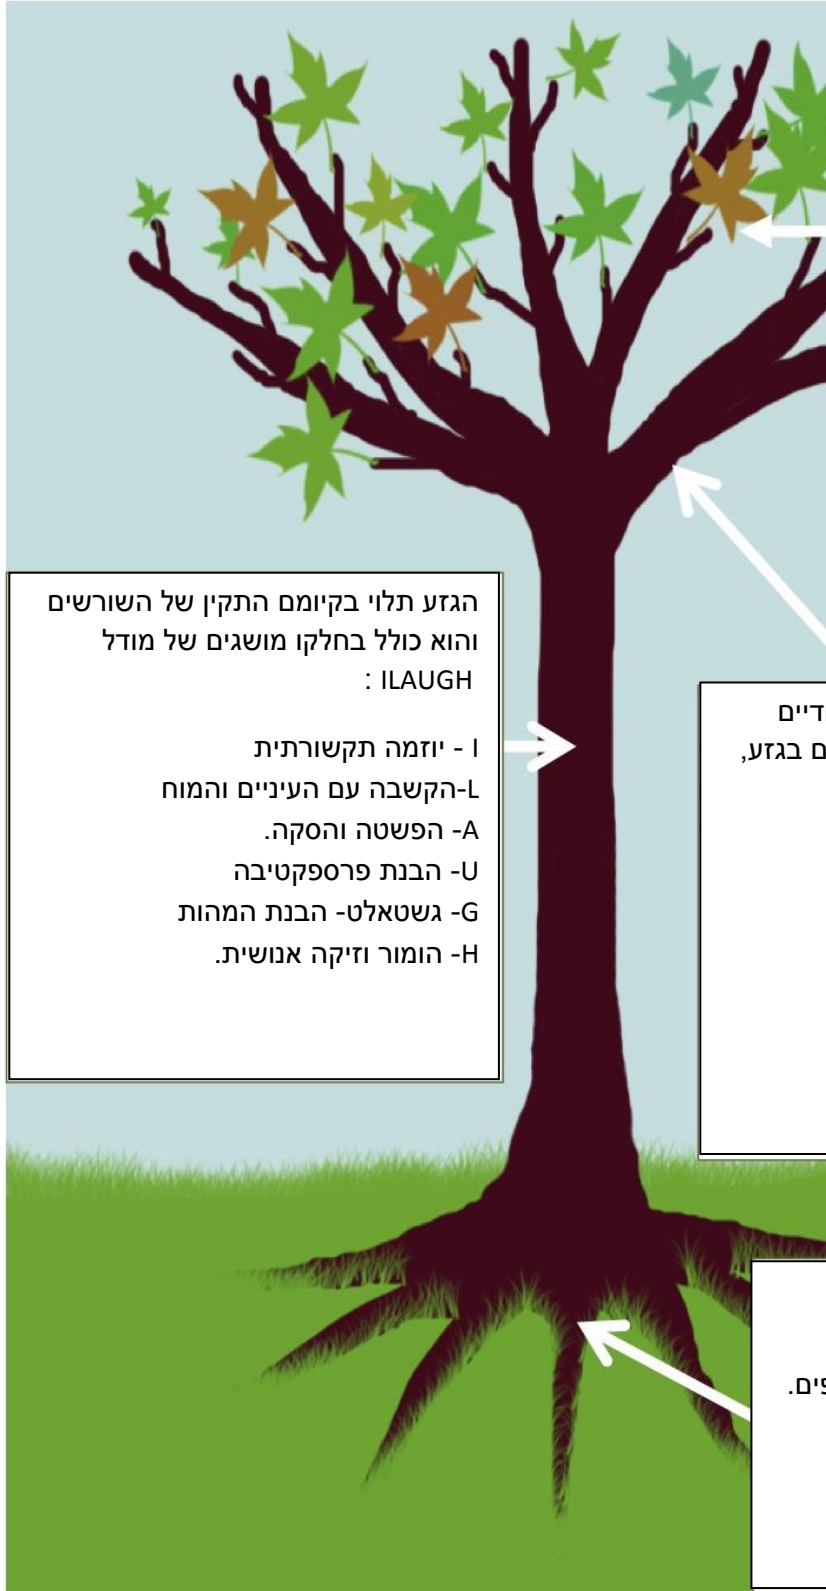 הגזע תלוי בקיומם התקין של השורשים
והוא כולל בחלקו מושגים של מודל
ILAUGH :
I - יוזמה תקשורתית
L-הקשבה עם העיניים והמוח
A- הפשטה והסקה.
U- הבנת פרספקטיבה
G- גשטאלט- הבנת המהות
H- הומור וזיקה אנושית.
בגזע,